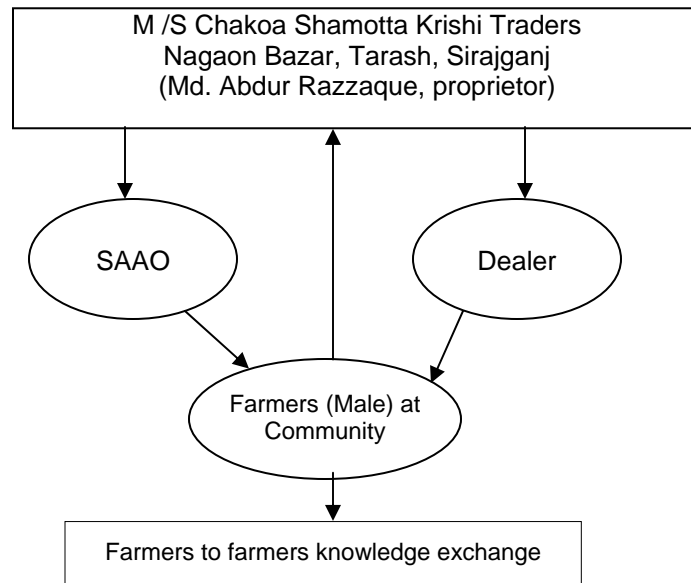 M /S Chakoa Shamotta Krishi Traders
Nagaon Bazar, Tarash, Sirajganj
(Md. Abdur Razzaque, proprietor)
SAAO
Dealer
Farmers (Male) at
Community
Farmers to farmers knowledge exchange